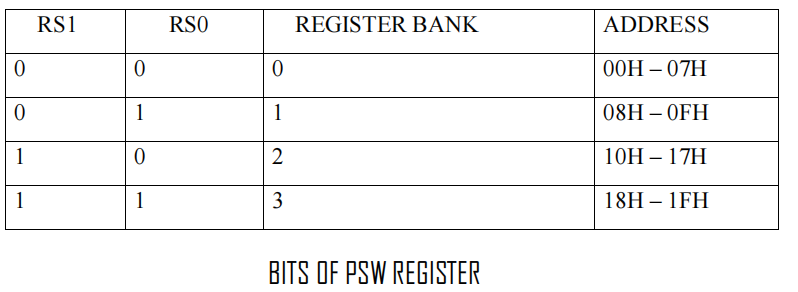 RS1 RS0 REGISTER BANK ADDRESS
0 0 0 00H – 07H
0 1 1 08H – 0FH
1 0 2 10H – 17H
1 1 3 18H – 1FH
BITS OF PSW REGISTER